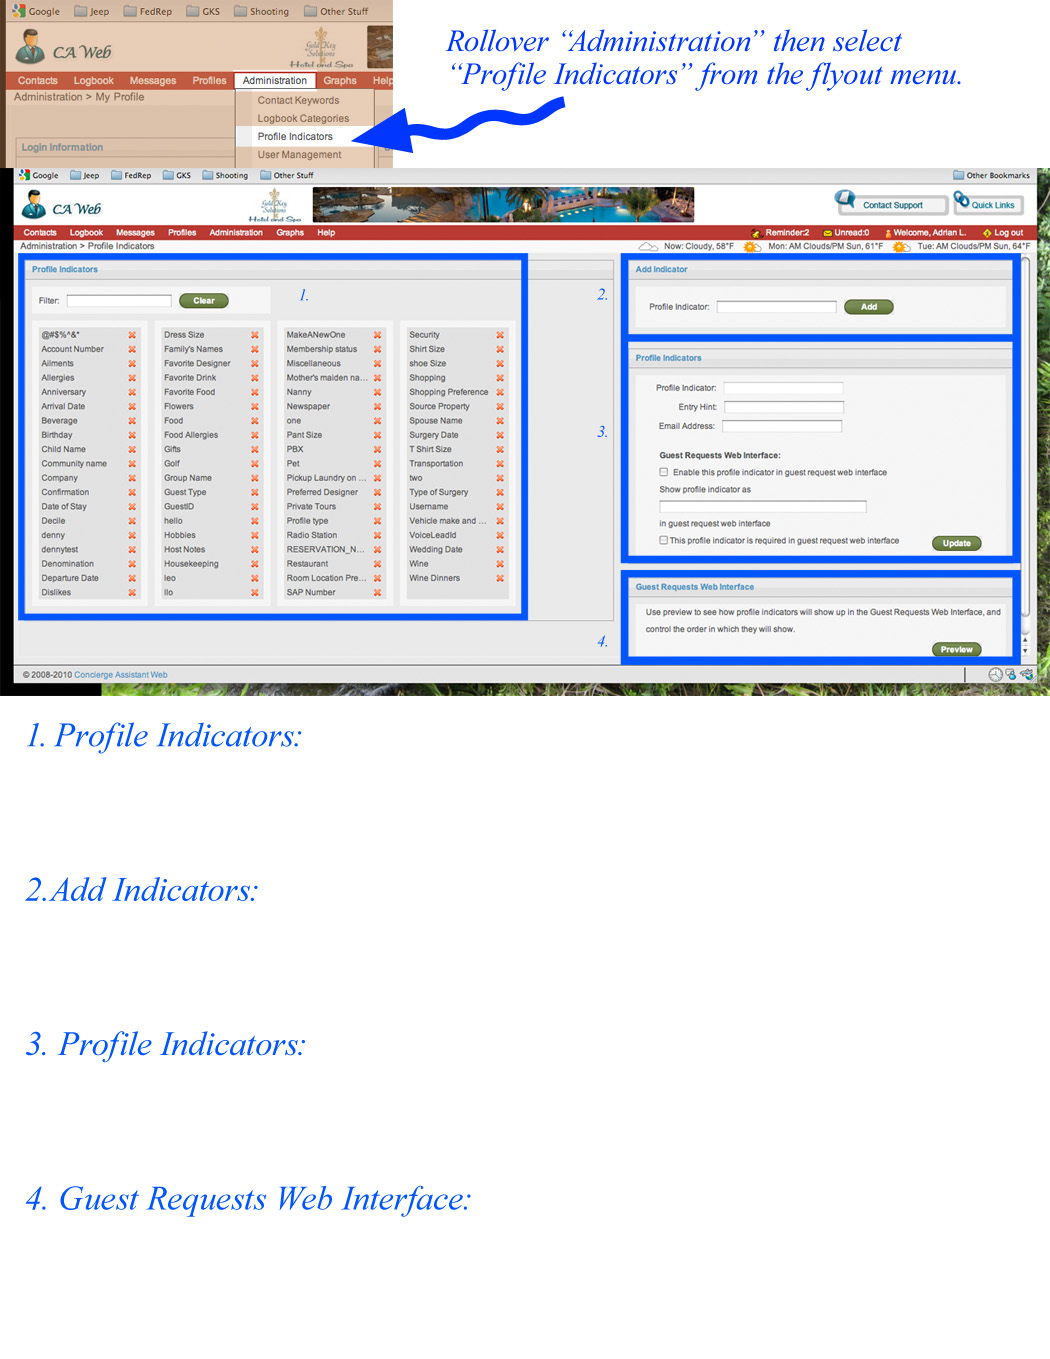 Google Jeep FedRep GKS Shooting Other Stuff
CA Web
Gold Key
Solutions
Hotel and Spa
Contacts Logbook Messages Profiles Administration Graphs Help
Administration > My Profile
Contact Keywords
Logbook Categories
Profile Indicators
User Management
Login Information
Rollover “Administration” then select
“Profile Indicators” from the flyout menu.
Google Jeep FedRep GKS Shooting Other Stuff Other Bookmarks
CA Web
Gold Key
Solutions
Hotel and Spa
Contact Support Quick Links
Contacts Logbook Messages Profiles Administration Graphs Help Reminder:2 Unread:0 Welcome, Adrian L. Log out
Administration > Profile Indicators Now: Cloudy, 58°F Mon: AM Clouds/PM Sun, 61°F Tue: AM Clouds/PM Sun, 64°F
Profile Indicators
Filter: Clear
1.
@#$%^&*
Account Number
Ailments
Allergies
Anniversary
Arrival Date
Beverage
Birthday
Child Name
Community name
Company
Confirmation
Date of Stay
Decile
denny
dennytest
Denomination
Departure Date
Dislikes
Dress Size
Family's Names
Favorite Designer
Favorite Drink
Favorite Food
Flowers
Food
Food Allergies
Gifts
Golf
Group Name
Guest Type
GuestID
hello
Hobbies
Host Notes
Housekeeping
leo
llo
MakeANewOne
Membership status
Miscellaneous
Mother's maiden na...
Nanny
Newspaper
one
Pant Size
PBX
Pet
Pickup Laundry on ...
Preferred Designer
Private Tours
Profile type
Radio Station
RESERVATION_N...
Restaurant
Room Location Pre...
SAP Number
Security
Shirt Size
shoe Size
Shopping
Shopping Preference
Source Property
Spouse Name
Surgery Date
T Shirt Size
Transportation
two
Type of Surgery
Username
Vehicle make and ...
VoiceLeadId
Wedding Date
Wine
Wine Dinners
2.
Add Indicator
Profile Indicator: Add
3.
Profile Indicators
Profile Indicator:
Entry Hint:
Email Address:
Guest Requests Web Interface:
Enable this profile indicator in guest request web interface
Show profile indicator as
in guest request web interface
This profile indicator is required in guest request web interface
Update
4.
Guest Requests Web Interface
Use preview to see how profile indicators will show up in the Guest Requests Web Interface, and
control the order in which they will show.
Preview
© 2008-2010 Concierge Assistant Web
1. Profile Indicators:
2.Add Indicators:
3. Profile Indicators:
4. Guest Requests Web Interface: